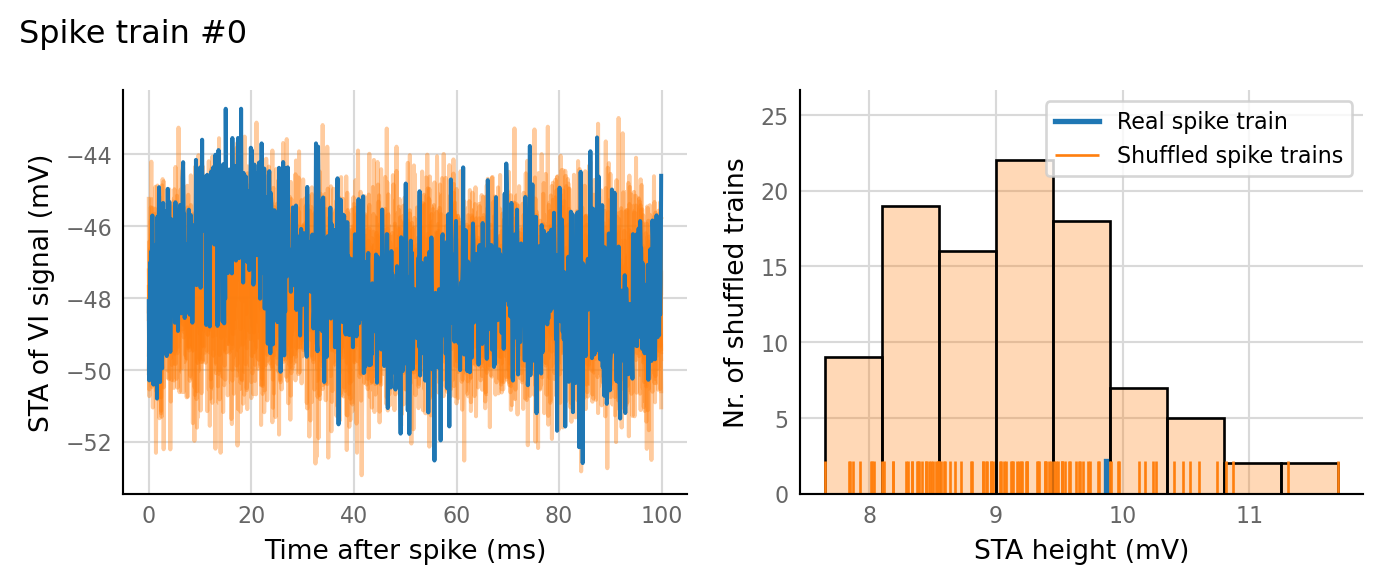 Spike train #0
STA of VI signal (mV)
−44
−46
−48
−50
−52
0 20 40 60 80 100
Time after spike (ms)
Nr. of shuffled trains
25
20
15
10
5
0
8 9 10 11
STA height (mV)
Real spike train
Shuffled spike trains